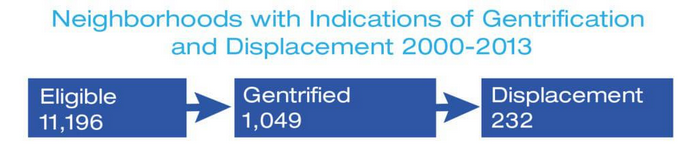 Neighborhoods with Indications of Gentrification
and Displacement 2000-2013
Eligible
11,196
Gentrified
1,049
Displacement
232